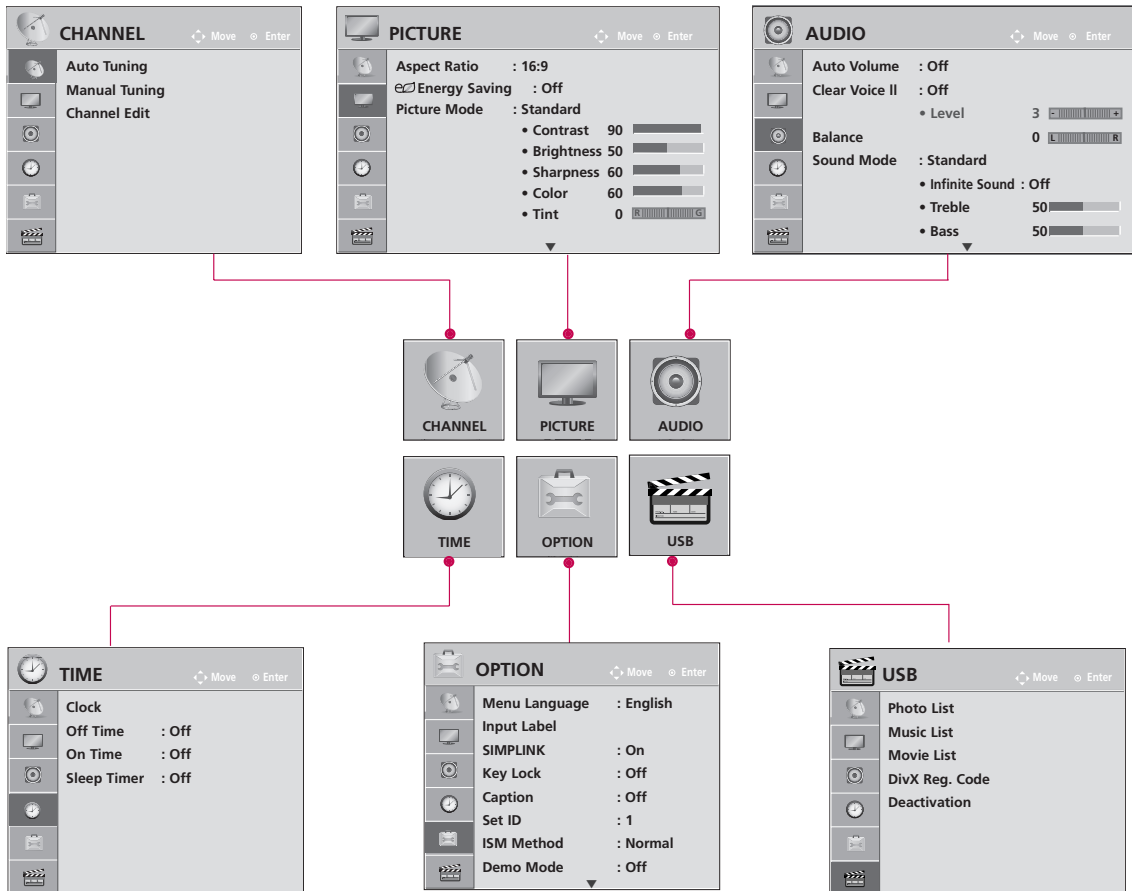 CHANNEL Move Enter
Auto Tuning
Manual Tuning
Channel Edit
PICTURE Move Enter
Aspect Ratio : 16:9
Energy Saving : Off
Picture Mode : Standard
• Contrast 90
• Brightness 50
• Sharpness 60
• Color 60
• Tint 0 R G
AUDIO Move Enter
Auto Volume : Off
Clear Voice ll : Off
• Level 3 - +
Balance 0 L R
Sound Mode : Standard
• Infinite Sound : Off
• Treble 50
• Bass 50
CHANNEL
PICTURE
AUDIO
TIME
OPTION
USB
TIME Move Enter
Clock
Off Time : Off
On Time : Off
Sleep Timer : Off
OPTION Move Enter
Menu Language : English
Input Label
SIMPLINK : On
Key Lock : Off
Caption : Off
Set ID : 1
ISM Method : Normal
Demo Mode : Off
USB Move Enter
Photo List
Music List
Movie List
DivX Reg. Code
Deactivation